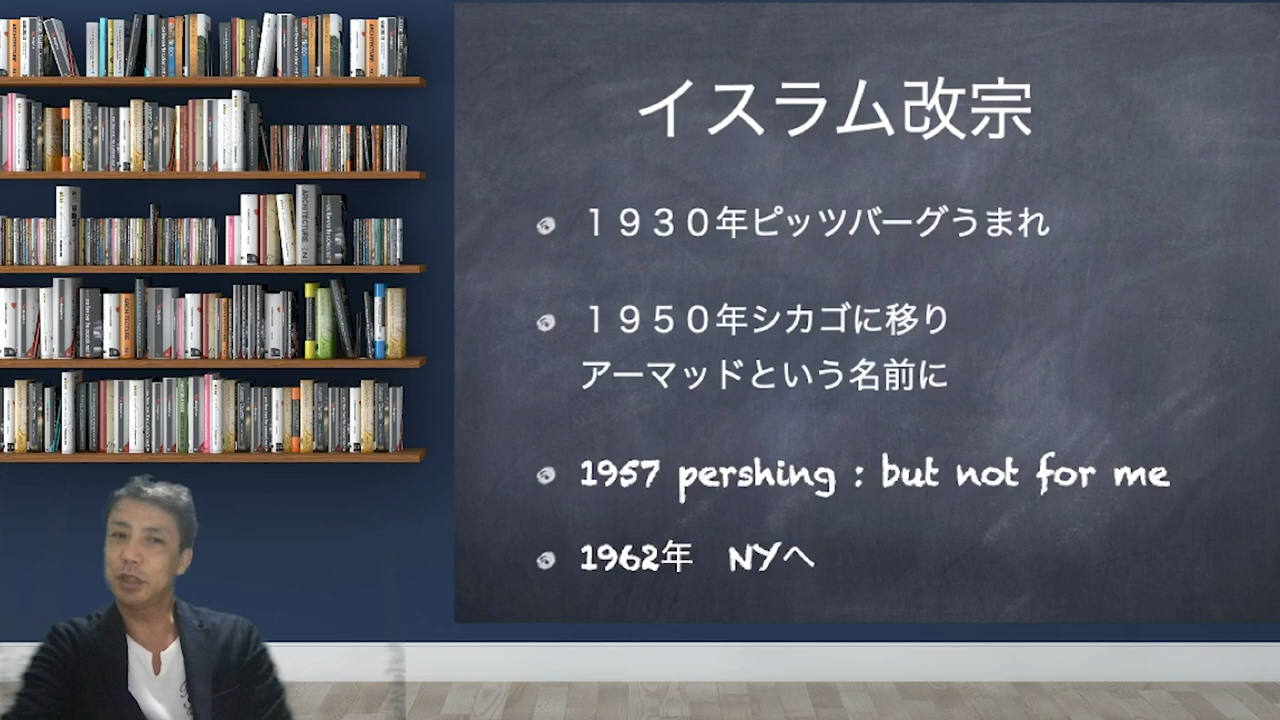 イスラム改宗
１９３０年ピッツバーグうまれ
１９５０年シカゴに移り
アーマッドという名前に
1957 pershing : but not for me
1962年　NYへ